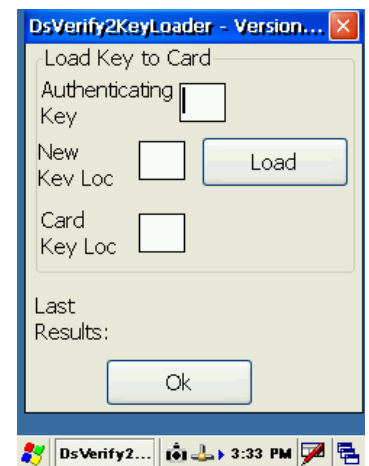 DsVerify2KeyLoader - Version...
Load Key to Card
Authenticating
Key
New
Key Loc
Load
Card
Key Loc
Last
Results:
Ok
DsVerify2... 3:33 PM